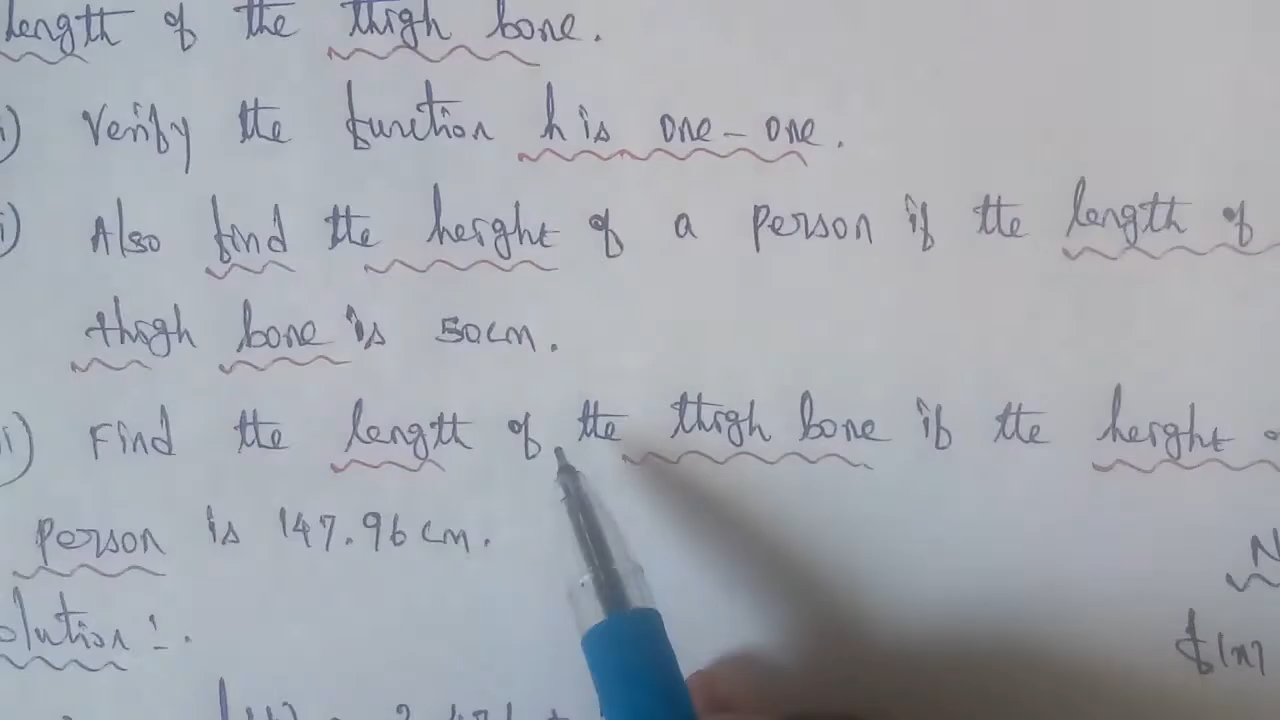 length of the thigh bone.
i) Verify the function h is one-one.
i) Also find the height of a person if the length of
thigh bone is 50cm.
ii) Find the length of the thigh bone if the height
person is 147.96 cm.
olution :-
f(x)